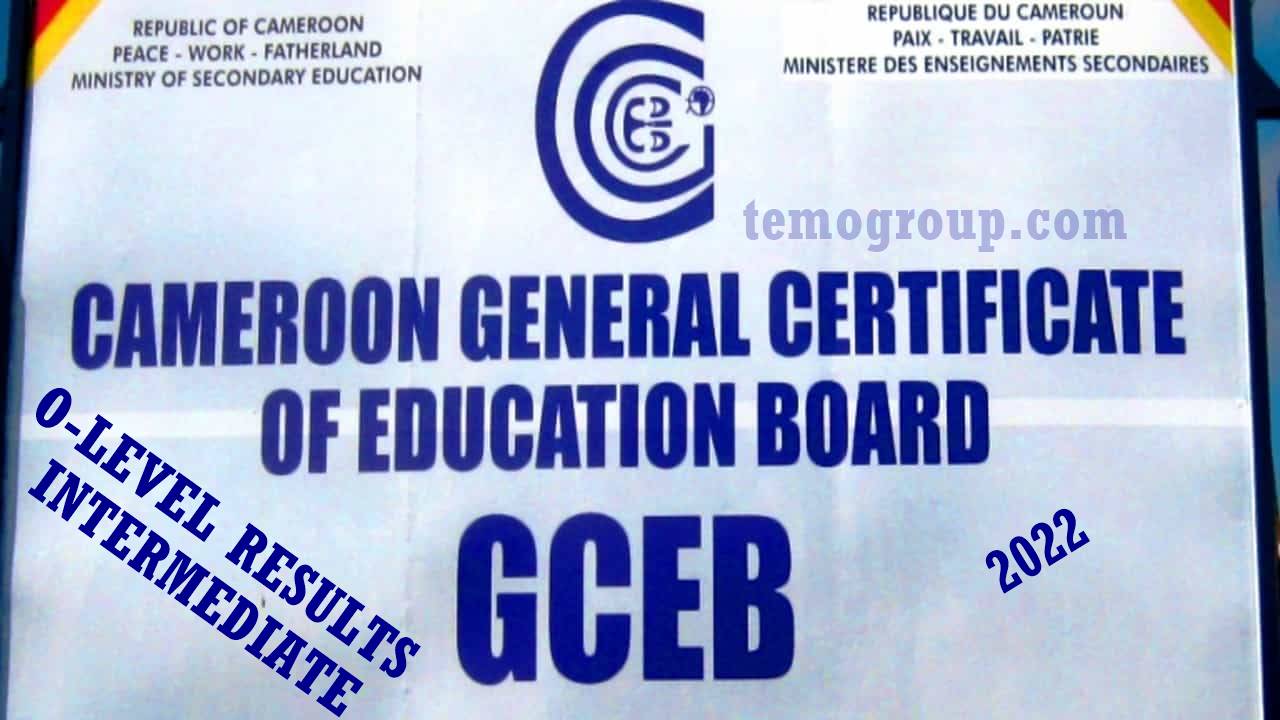 REPUBLIC OF CAMEROON
PEACE - WORK - FATHERLAND
MINISTRY OF SECONDARY EDUCATION
REPUBLIQUE DU CAMEROUN
PAIX - TRAVAIL - PATRIE
MINISTERE DES ENSEIGNEMENTS SECONDAIRES
temogroup.com
CAMEROON GENERAL CERTIFICATE
OF EDUCATION BOARD
GCEB
O-LEVEL RESULTS
INTERMEDIATE
2022